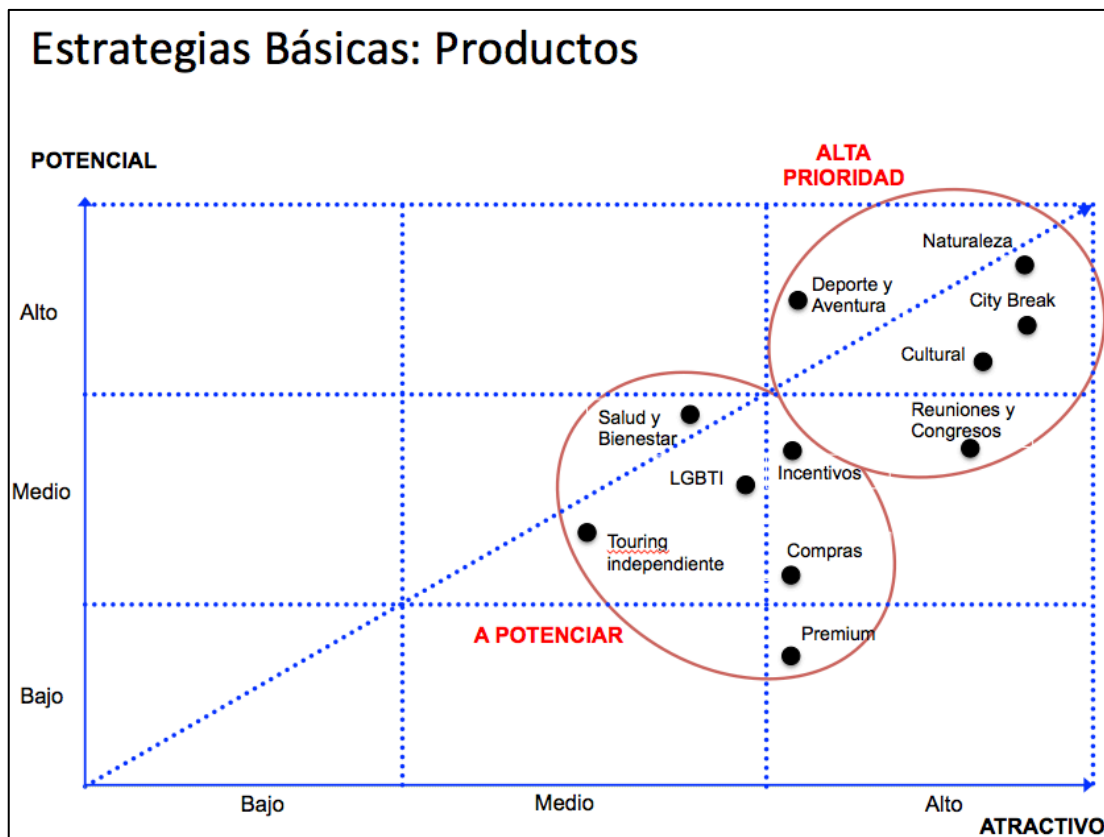 Estrategias Básicas: Productos
POTENCIAL
ALTA
PRIORIDAD
Naturaleza
Deporte y
Aventura
City Break
Alto
Cultural
Salud y
Bienestar
Reuniones y
Congresos
LGBTI
Incentivos
Medio
Touring
independiente
Compras
A POTENCIAR
Premium
Bajo
Bajo
Medio
Alto
ATRACTIVO